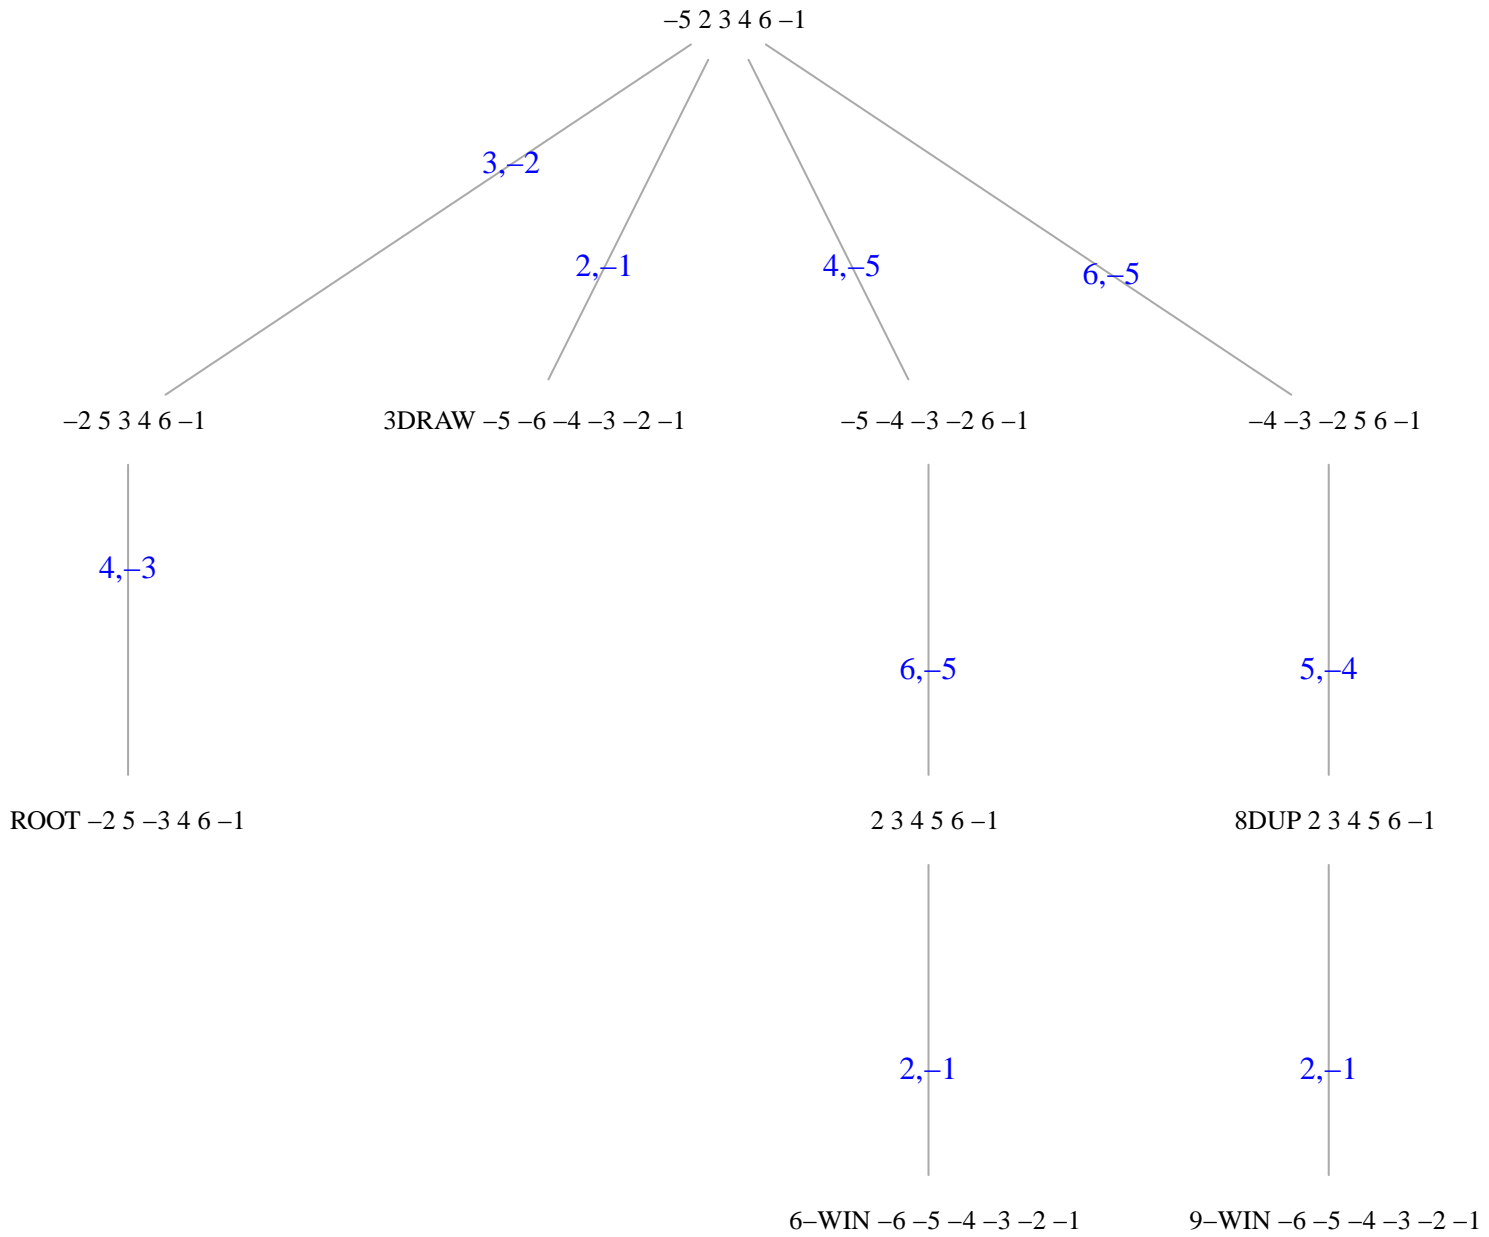 –5 2 3 4 6 –1
3,–2
2,–1
4,–5
6,–5
–2 5 3 4 6 –1
3DRAW –5 –6 –4 –3 –2 –1
–5 –4 –3 –2 6 –1
–4 –3 –2 5 6 –1
4,–3
6,–5
5,–4
ROOT –2 5 –3 4 6 –1
2 3 4 5 6 –1
8DUP 2 3 4 5 6 –1
2,–1
2,–1
6–WIN –6 –5 –4 –3 –2 –1
9–WIN –6 –5 –4 –3 –2 –1